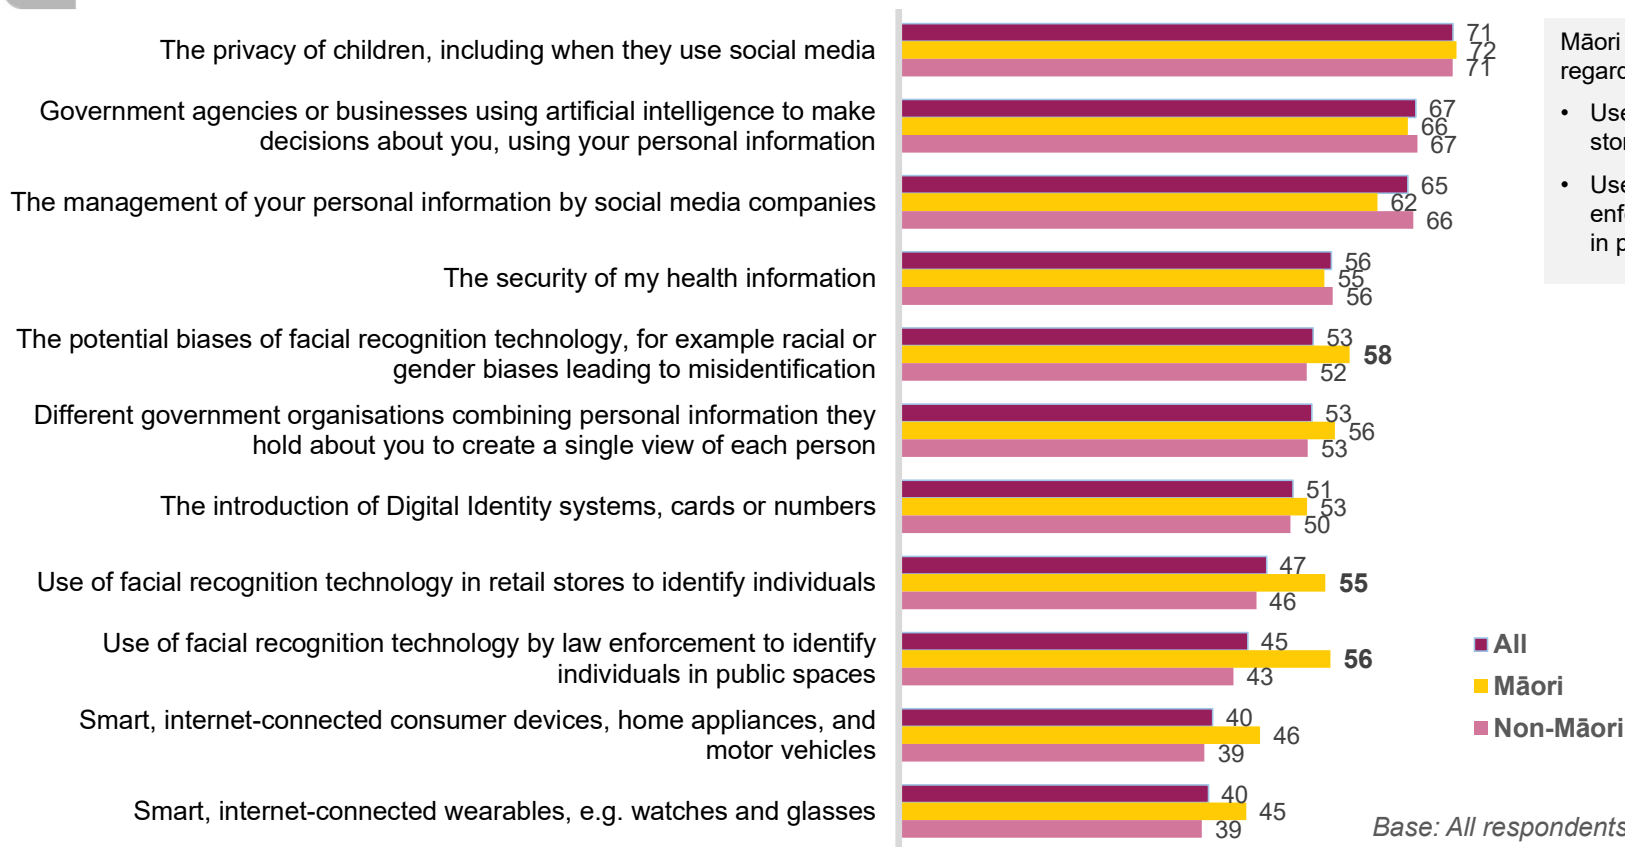 The privacy of children, including when they use social media
71
72
71
Government agencies or businesses using artificial intelligence to make
decisions about you, using your personal information
67
66
67
The management of your personal information by social media companies
65
62
66
The security of my health information
56
55
56
The potential biases of facial recognition technology, for example racial or
gender biases leading to misidentification
53
58
52
Different government organisations combining personal information they
hold about you to create a single view of each person
53
56
53
The introduction of Digital Identity systems, cards or numbers
51
53
50
Use of facial recognition technology in retail stores to identify individuals
47
55
46
Use of facial recognition technology by law enforcement to identify
individuals in public spaces
45
56
43
Smart, internet-connected consumer devices, home appliances, and
motor vehicles
40
46
39
Smart, internet-connected wearables, e.g. watches and glasses
40
45
39
Māori
• 
• 
in
All
Māori
Non-Māori
Base: All respondents